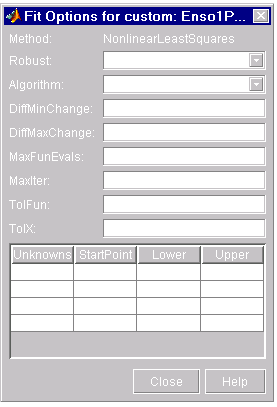 Fit Options for custom: Enso1P...
Method: NonlinearLeastSquares
Robust:
Algorithm:
DiffMinChange:
DiffMaxChange:
MaxFunEvals:
MaxIter:
TolFun:
TolX:
Unknowns StartPoint Lower Upper
Close Help